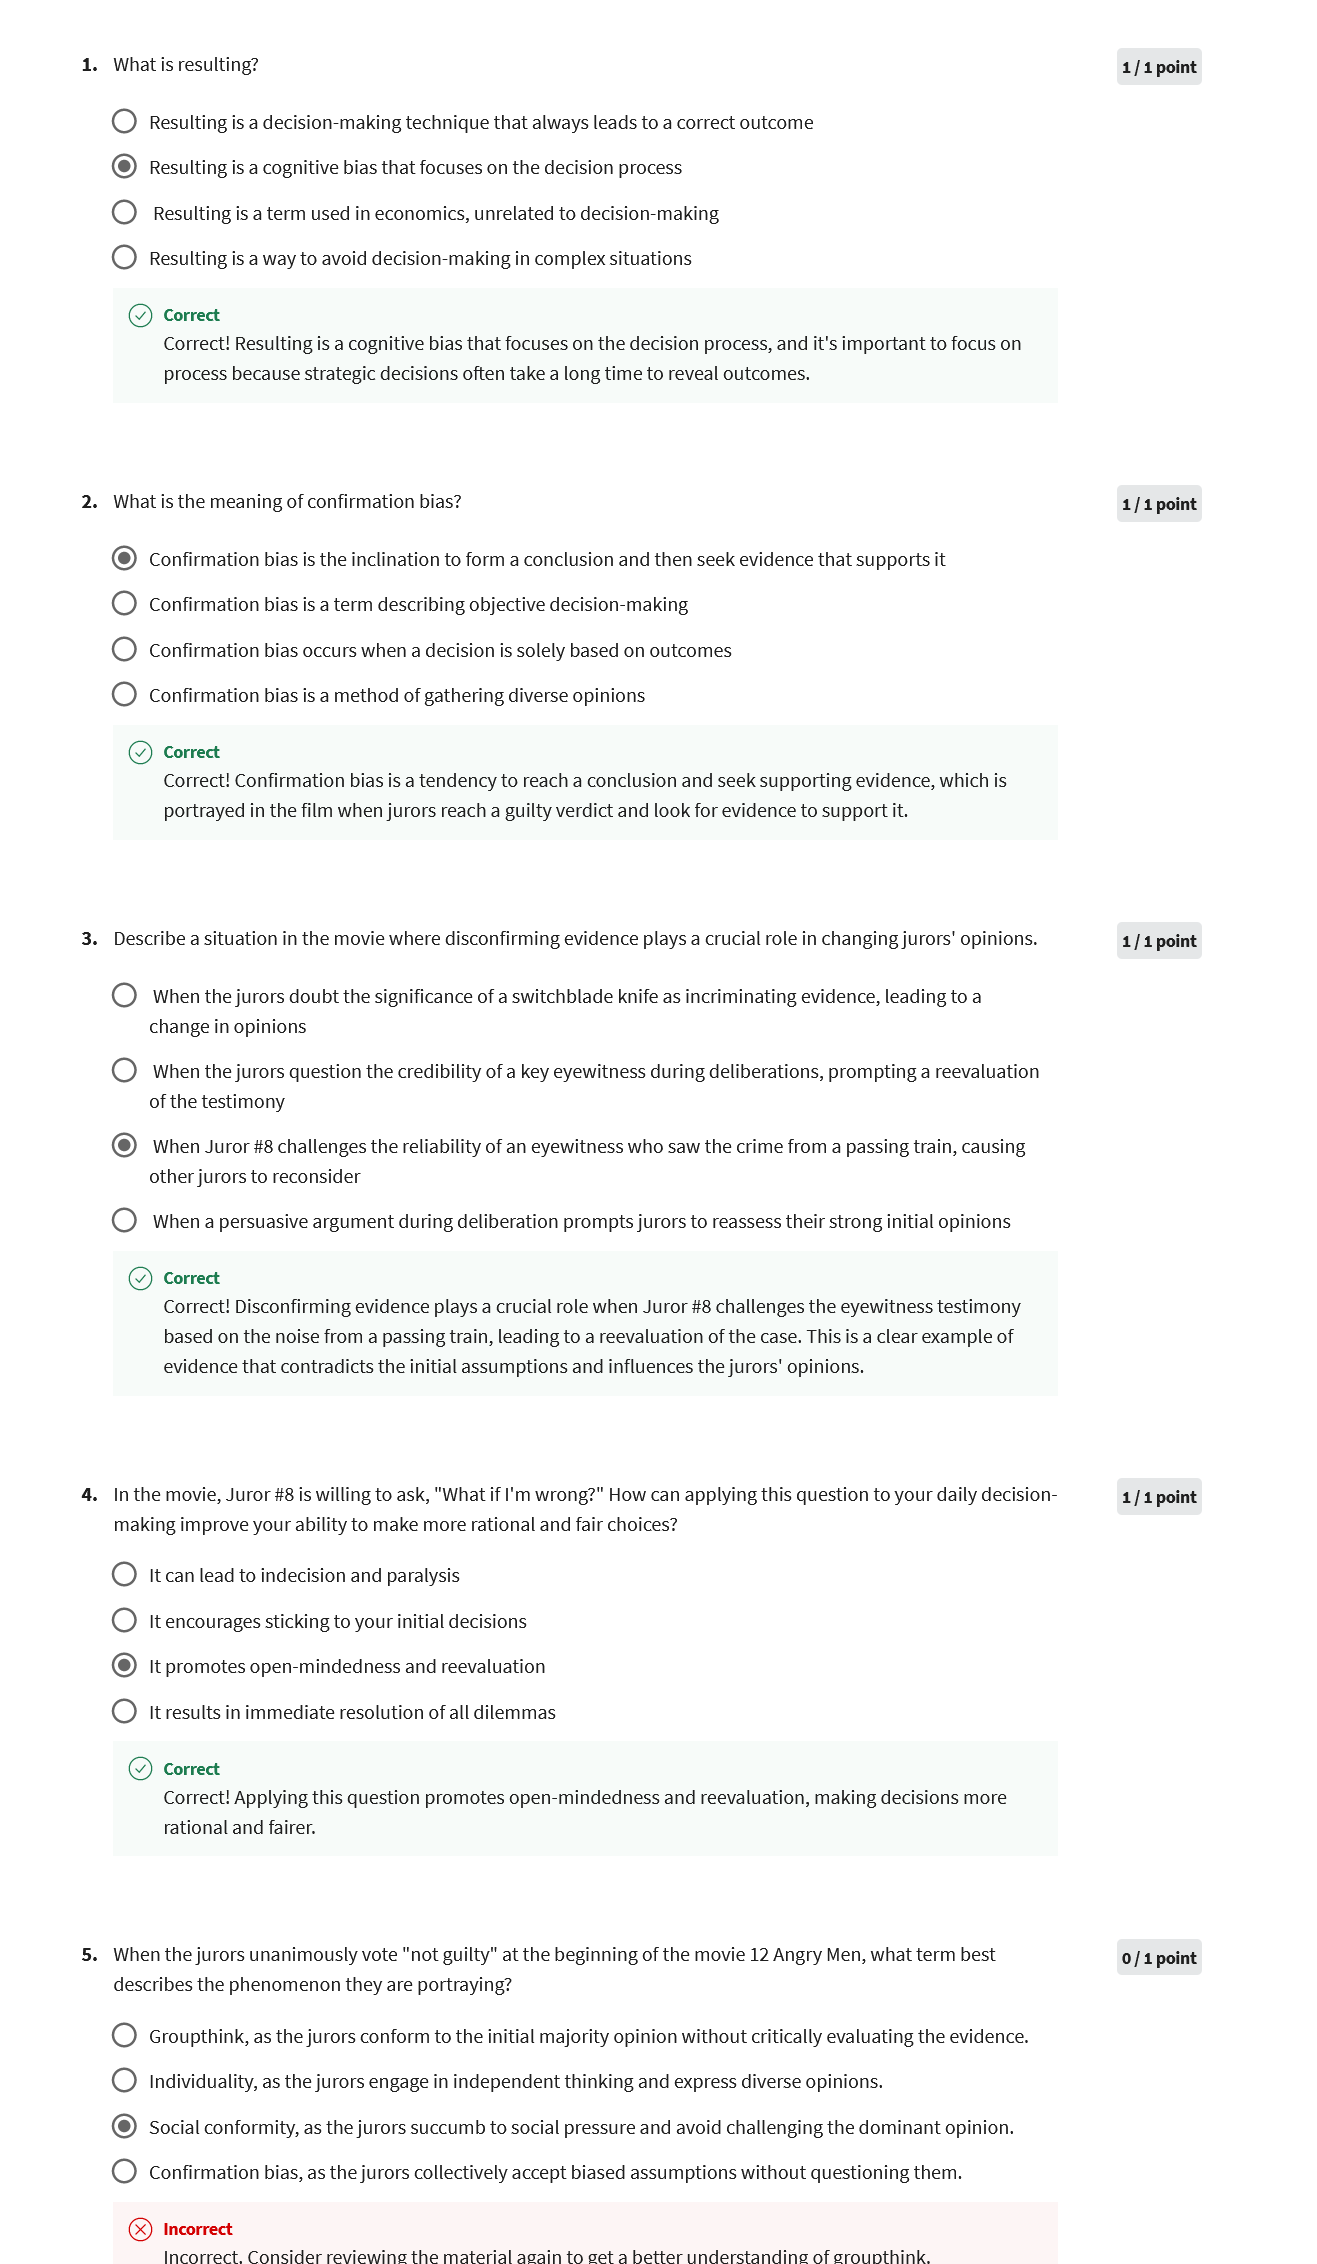 1. What is resulting?
1 / 1 point
Resulting is a decision-making technique that always leads to a correct outcome
Resulting is a cognitive bias that focuses on the decision process
Resulting is a term used in economics, unrelated to decision-making
Resulting is a way to avoid decision-making in complex situations
Correct
Correct! Resulting is a cognitive bias that focuses on the decision process, and it's important to focus on
process because strategic decisions often take a long time to reveal outcomes.
2. What is the meaning of confirmation bias?
1 / 1 point
Confirmation bias is the inclination to form a conclusion and then seek evidence that supports it
Confirmation bias is a term describing objective decision-making
Confirmation bias occurs when a decision is solely based on outcomes
Confirmation bias is a method of gathering diverse opinions
Correct
Correct! Confirmation bias is a tendency to reach a conclusion and seek supporting evidence, which is
portrayed in the film when jurors reach a guilty verdict and look for evidence to support it.
3. Describe a situation in the movie where disconfirming evidence plays a crucial role in changing jurors' opinions.
1 / 1 point
When the jurors doubt the significance of a switchblade knife as incriminating evidence, leading to a
change in opinions
When the jurors question the credibility of a key eyewitness during deliberations, prompting a reevaluation
of the testimony
When Juror #8 challenges the reliability of an eyewitness who saw the crime from a passing train, causing
other jurors to reconsider
When a persuasive argument during deliberation prompts jurors to reassess their strong initial opinions
Correct
Correct! Disconfirming evidence plays a crucial role when Juror #8 challenges the eyewitness testimony
based on the noise from a passing train, leading to a reevaluation of the case. This is a clear example of
evidence that contradicts the initial assumptions and influences the jurors' opinions.
4. In the movie, Juror #8 is willing to ask, "What if I'm wrong?" How can applying this question to your daily decision-
making improve your ability to make more rational and fair choices?
1 / 1 point
It can lead to indecision and paralysis
It encourages sticking to your initial decisions
It promotes open-mindedness and reevaluation
It results in immediate resolution of all dilemmas
Correct
Correct! Applying this question promotes open-mindedness and reevaluation, making decisions more
rational and fairer.
5. When the jurors unanimously vote "not guilty" at the beginning of the movie 12 Angry Men, what term best
describes the phenomenon they are portraying?
0 / 1 point
Groupthink, as the jurors conform to the initial majority opinion without critically evaluating the evidence.
Individuality, as the jurors engage in independent thinking and express diverse opinions.
Social conformity, as the jurors succumb to social pressure and avoid challenging the dominant opinion.
Confirmation bias, as the jurors collectively accept biased assumptions without questioning them.
Incorrect
Incorrect. Consider reviewing the material again to get a better understanding of groupthink.